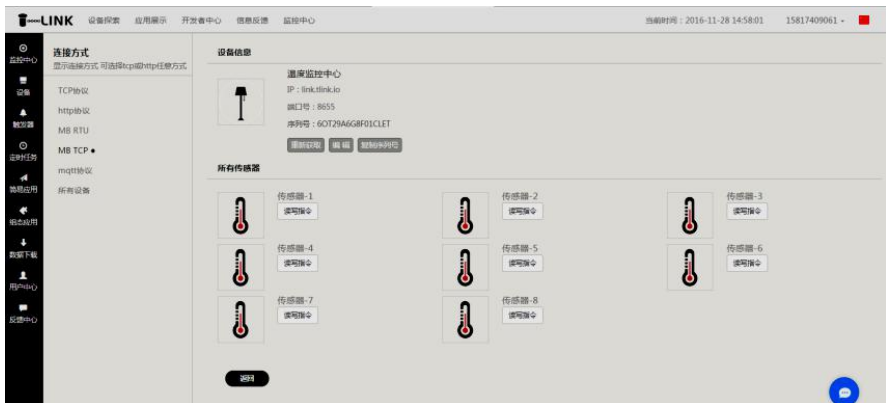 LINK 设备探索 应用展示 开发者中心 信息反馈 监控中心 当前时间：2016-11-28 14:58:01 15817409061
监控中心
设备
触发器
定时任务
简易应用
组态应用
数据下载
用户中心
反馈中心
连接方式
显示连接方式 可选择tcp或http任意方式
TCP协议
http协议
MB RTU
MB TCP ●
mqtt协议
所有设备
设备信息
温度监控中心
IP：link.tlink.io
端口号：8655
序列号：6OT29A6G8F01CLET
重新获取 编 辑 复制序列号
所有传感器
传感器-1
读写指令
传感器-2
读写指令
传感器-3
读写指令
传感器-4
读写指令
传感器-5
读写指令
传感器-6
读写指令
传感器-7
读写指令
传感器-8
读写指令
返回